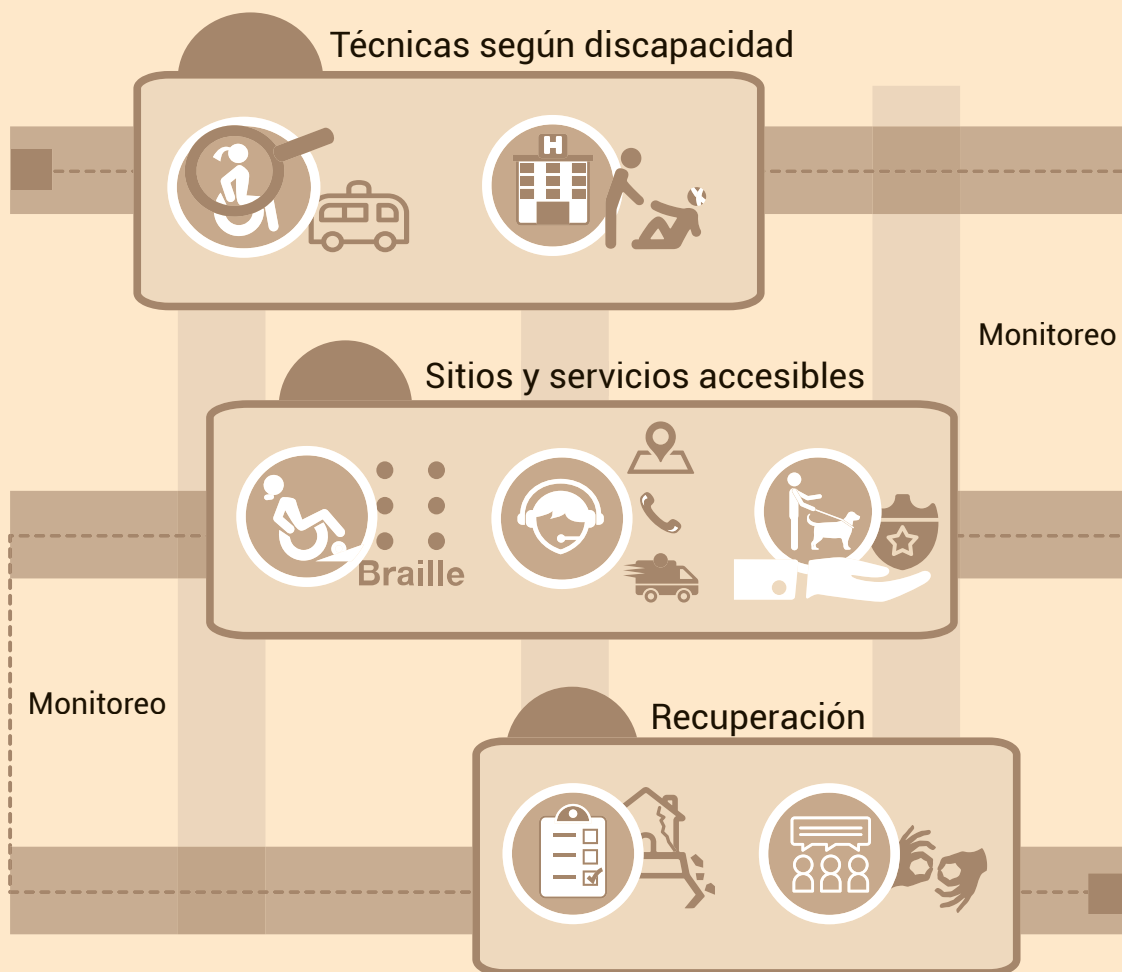 Técnicas según discapacidad
H
Monitoreo
Sitios y servicios accesibles
Braille
Monitoreo
Recuperación